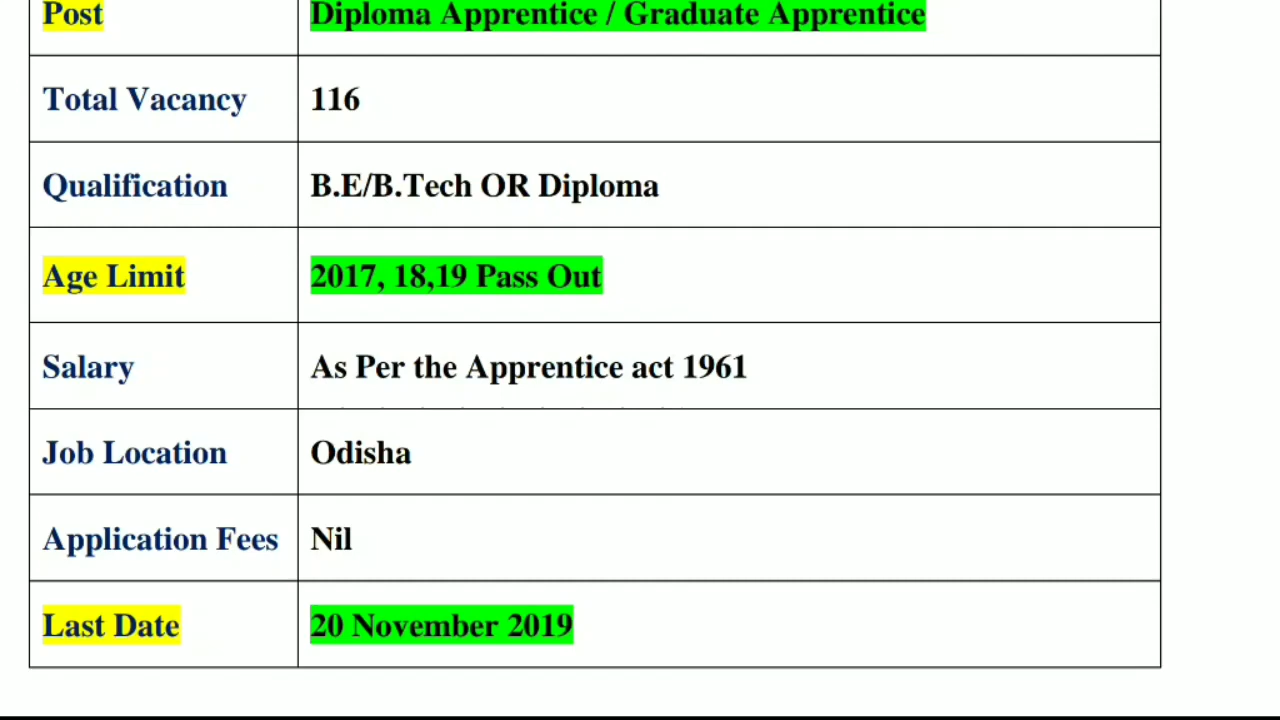 Post Diploma Apprentice / Graduate Apprentice
Total Vacancy 116
Qualification B.E/B.Tech OR Diploma
Age Limit 2017, 18,19 Pass Out
Salary As Per the Apprentice act 1961
Job Location Odisha
Application Fees Nil
Last Date 20 November 2019